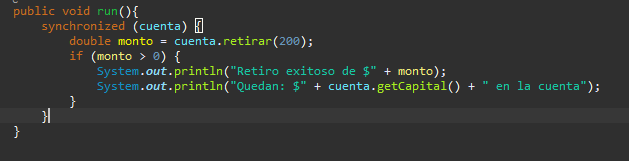 public void run(){
    synchronized (cuenta) {
        double monto = cuenta.retirar(200);
        if (monto > 0) {
            System.out.println("Retiro exitoso de $" + monto);
            System.out.println("Quedan: $" + cuenta.getCapital() + " en la cuenta");
        }
    }
}